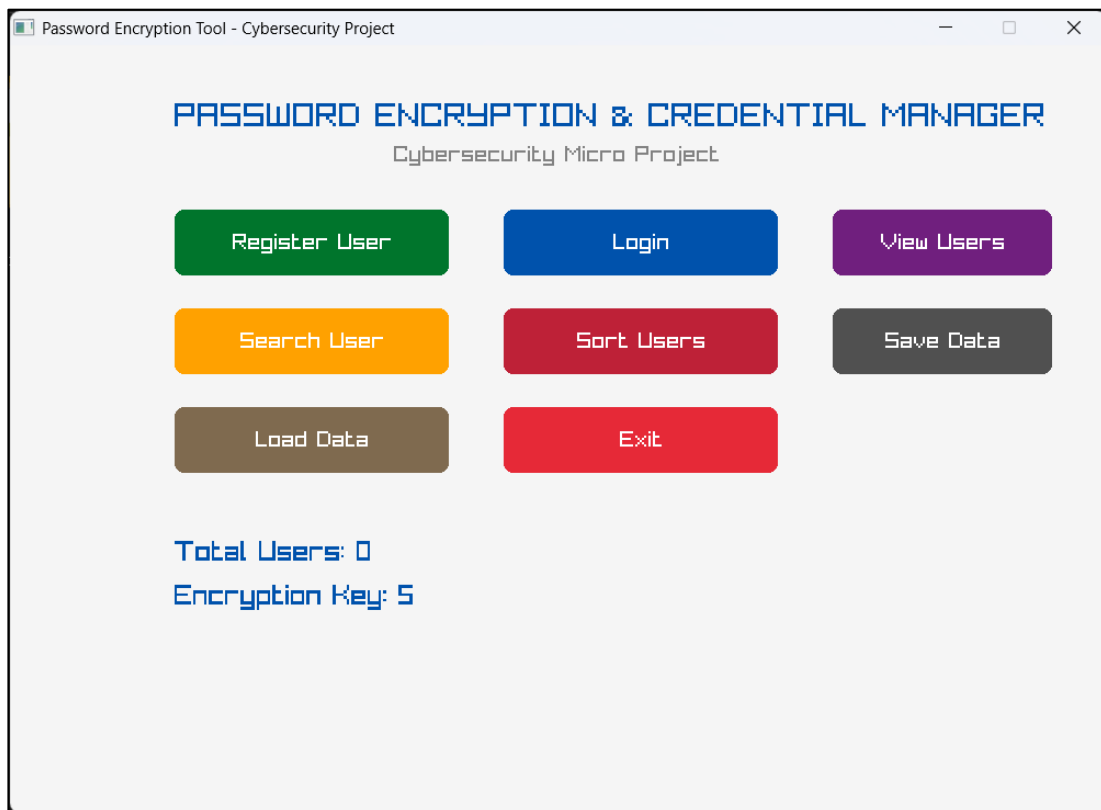 Password Encryption Tool - Cybersecurity Project
PASSWORD ENCRYPTION & CREDENTIAL MANAGER
Cybersecurity Micro Project
Register User
Login
View Users
Search User
Sort Users
Save Data
Load Data
Exit
Total Users: 0
Encryption Key: 5